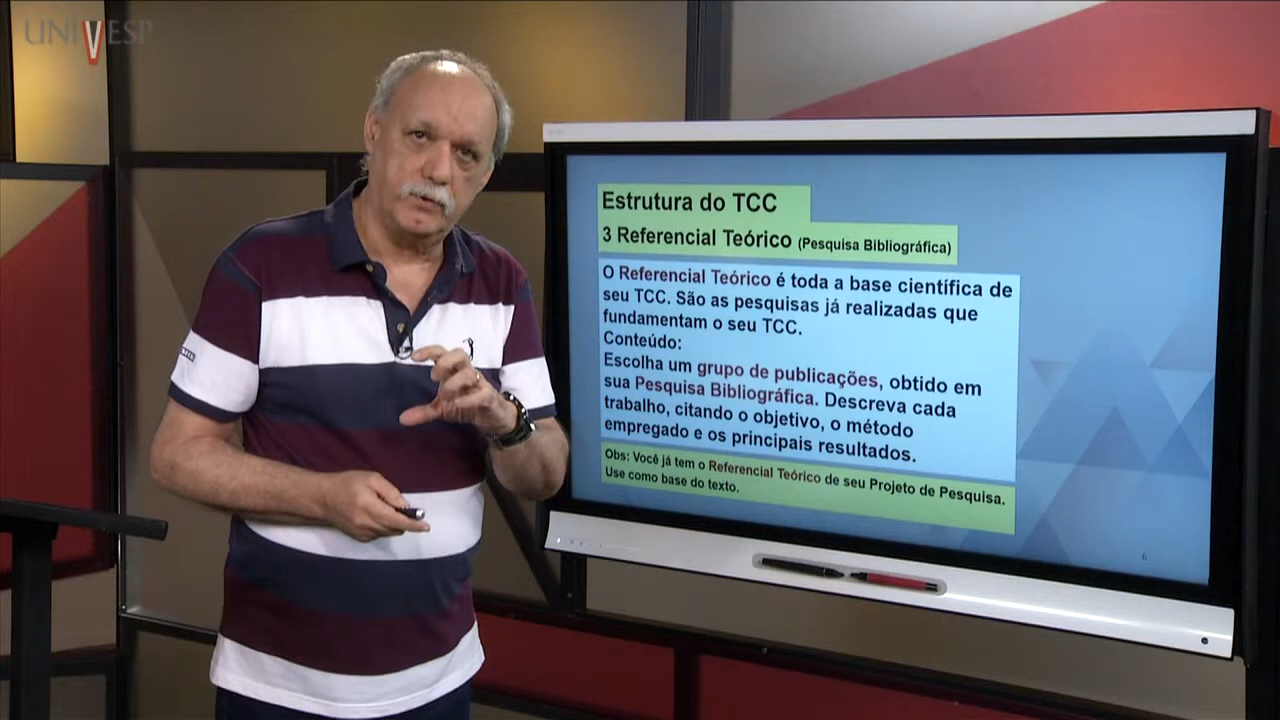 UNIVESP
Estrutura do TCC
3 Referencial Teórico (Pesquisa Bibliográfica)
O Referencial Teórico é toda a base científica de
seu TCC. São as pesquisas já realizadas que
fundamentam o seu TCC.
Conteúdo:
Escolha um grupo de publicações, obtido em
sua Pesquisa Bibliográfica. Descreva cada
trabalho, citando o objetivo, o método
empregado e os principais resultados.
Obs: Você já tem o Referencial Teórico de seu Projeto de Pesquisa.
Use como base do texto.
6